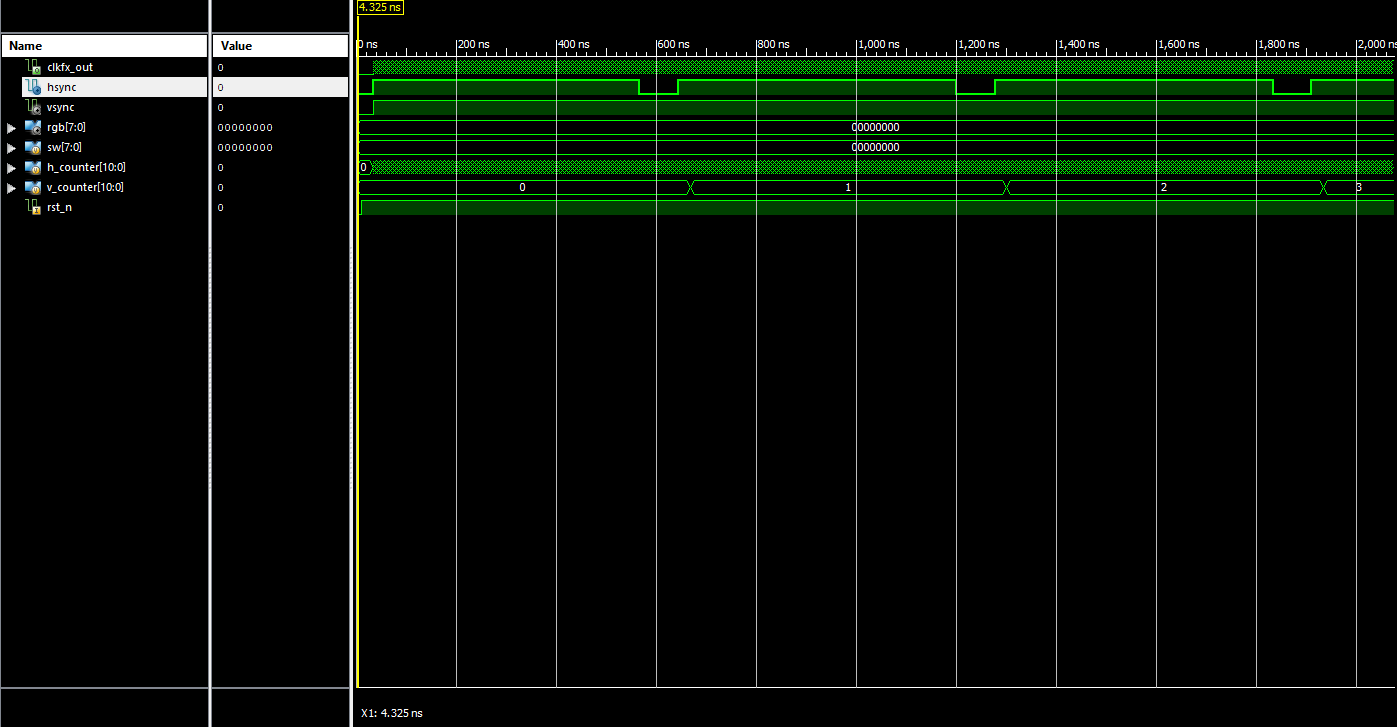 4.325 ns
Name Value
0 ns 200 ns 400 ns 600 ns 800 ns 1,000 ns 1,200 ns 1,400 ns 1,600 ns 1,800 ns 2,000 ns
clkfx_out 0
hsync 0
vsync 0
rgb[7:0] 00000000 00000000
sw[7:0] 00000000 00000000
h_counter[10:0] 0 0
v_counter[10:0] 0 0 1 2 3
rst_n 0
X1: 4.325 ns